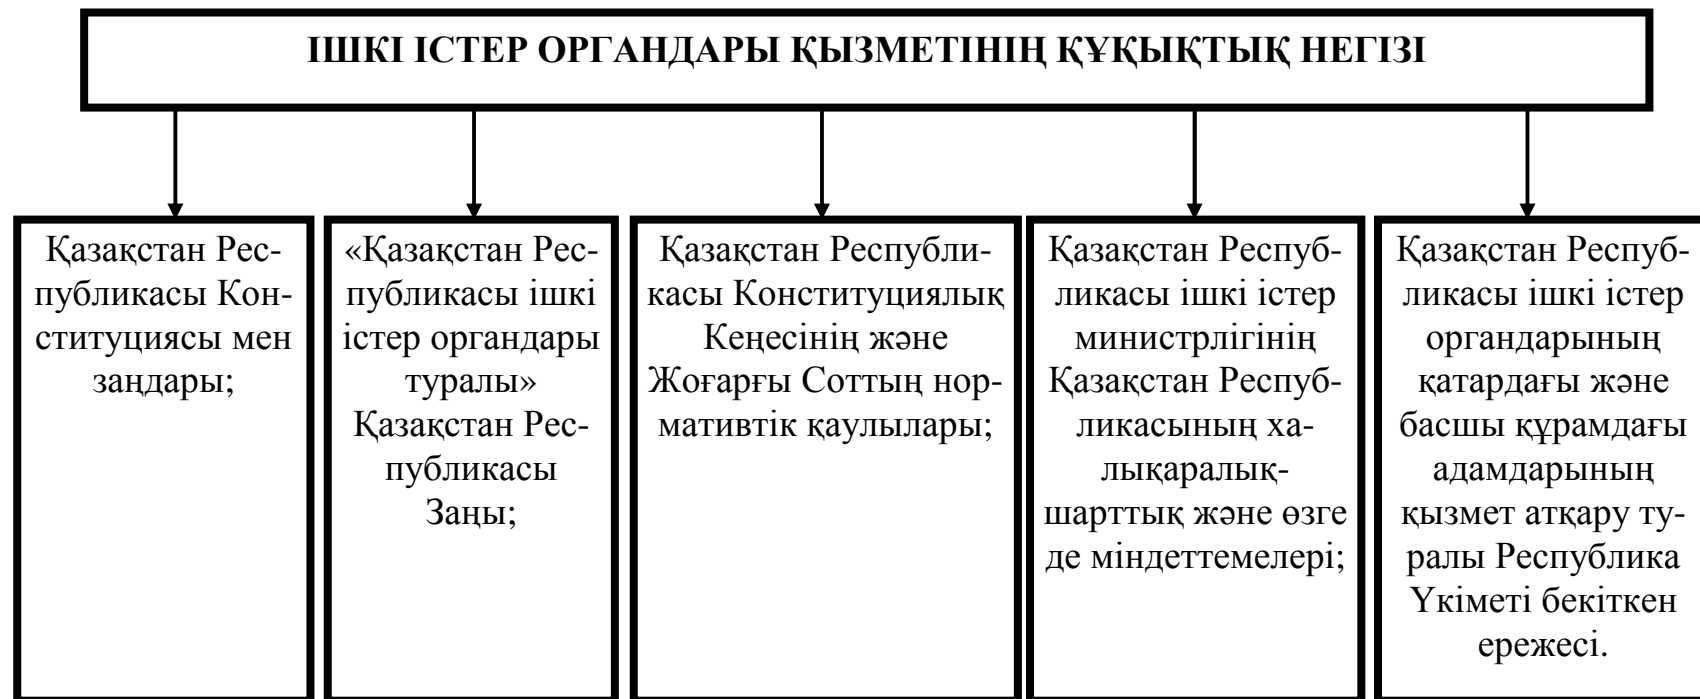 ІШКІ ІСТЕР ОРГАНДАРЫ ҚЫЗМЕТІНІҢ ҚҰҚЫҚТЫҚ НЕГІЗІ
Қазақстан Рес-
публикасы Кон-
ституциясы мен
заңдары;
«Қазақстан Рес-
публикасы ішкі
істер органдары
туралы»
Қазақстан Рес-
публикасы
Заңы;
Қазақстан Республи-
касы Конституциялық
Кеңесінің және
Жоғарғы Соттың нор-
мативтік қаулылары;
Қазақстан Респуб-
ликасы ішкі істер
министрлігінің
Қазақстан Респуб-
ликасының ха-
лықаралық-
шарттық және өзге
де міндеттемелері;
Қазақстан Респуб-
ликасы ішкі істер
органдарының
қатардағы және
басшы құрамдағы
адамдарының
қызмет атқару ту-
ралы Республика
Үкіметі бекіткен
ережесі.